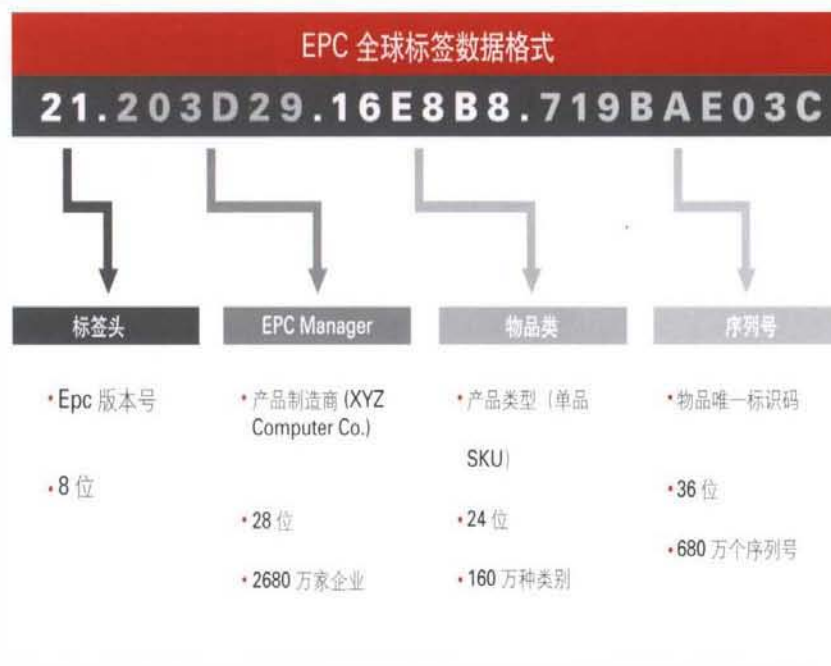 EPC 全球标签数据格式
21.203D29.16E8B8.719BAE03C
标签头
EPC Manager
物品类
序列号
•Epc 版本号
•8 位
•产品制造商 (XYZ
Computer Co.)
•28 位
•2680 万家企业
•产品类型 (单品
SKU)
•24 位
•160 万种类别
•物品唯一标识码
•36 位
•680 万个序列号